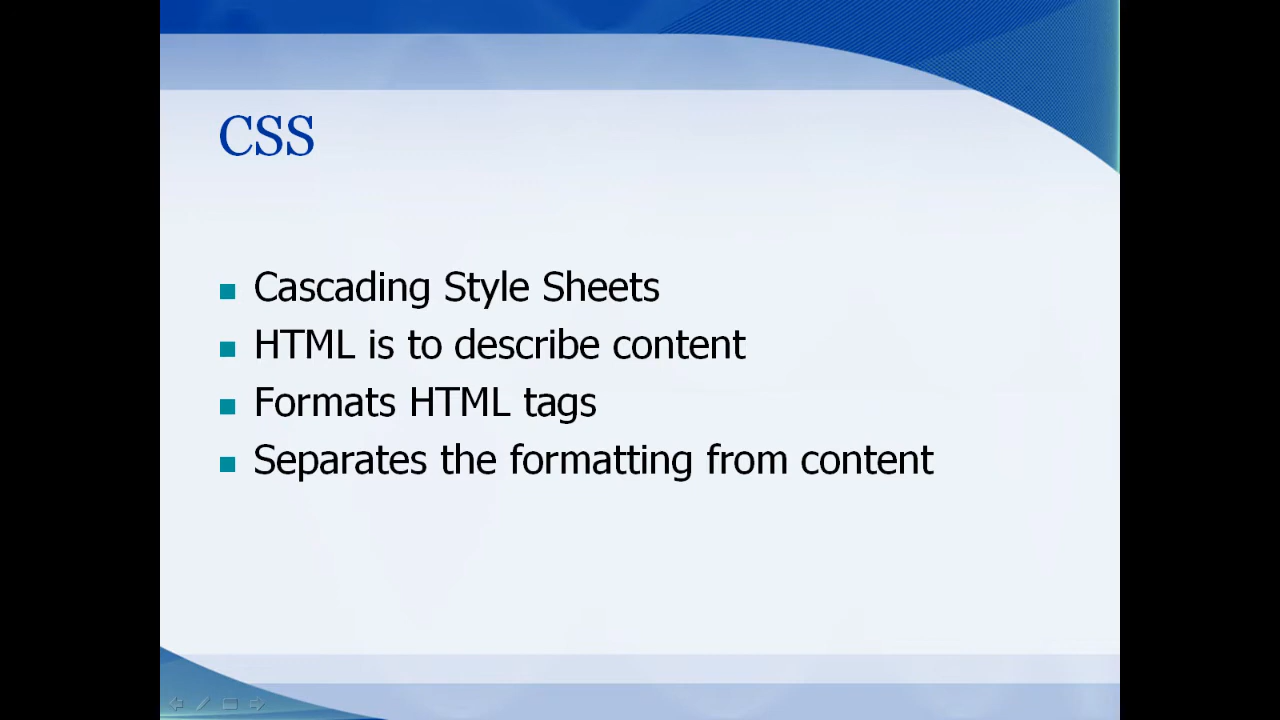 CSS
Cascading Style Sheets
HTML is to describe content
Formats HTML tags
Separates the formatting from content